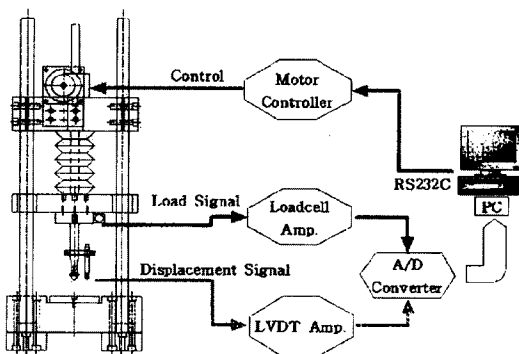 Control
Motor
Controller
RS232C
PC
Load Signal
Loadcell
Amp.
A/D
Converter
Displacement Signal
LVDT Amp.